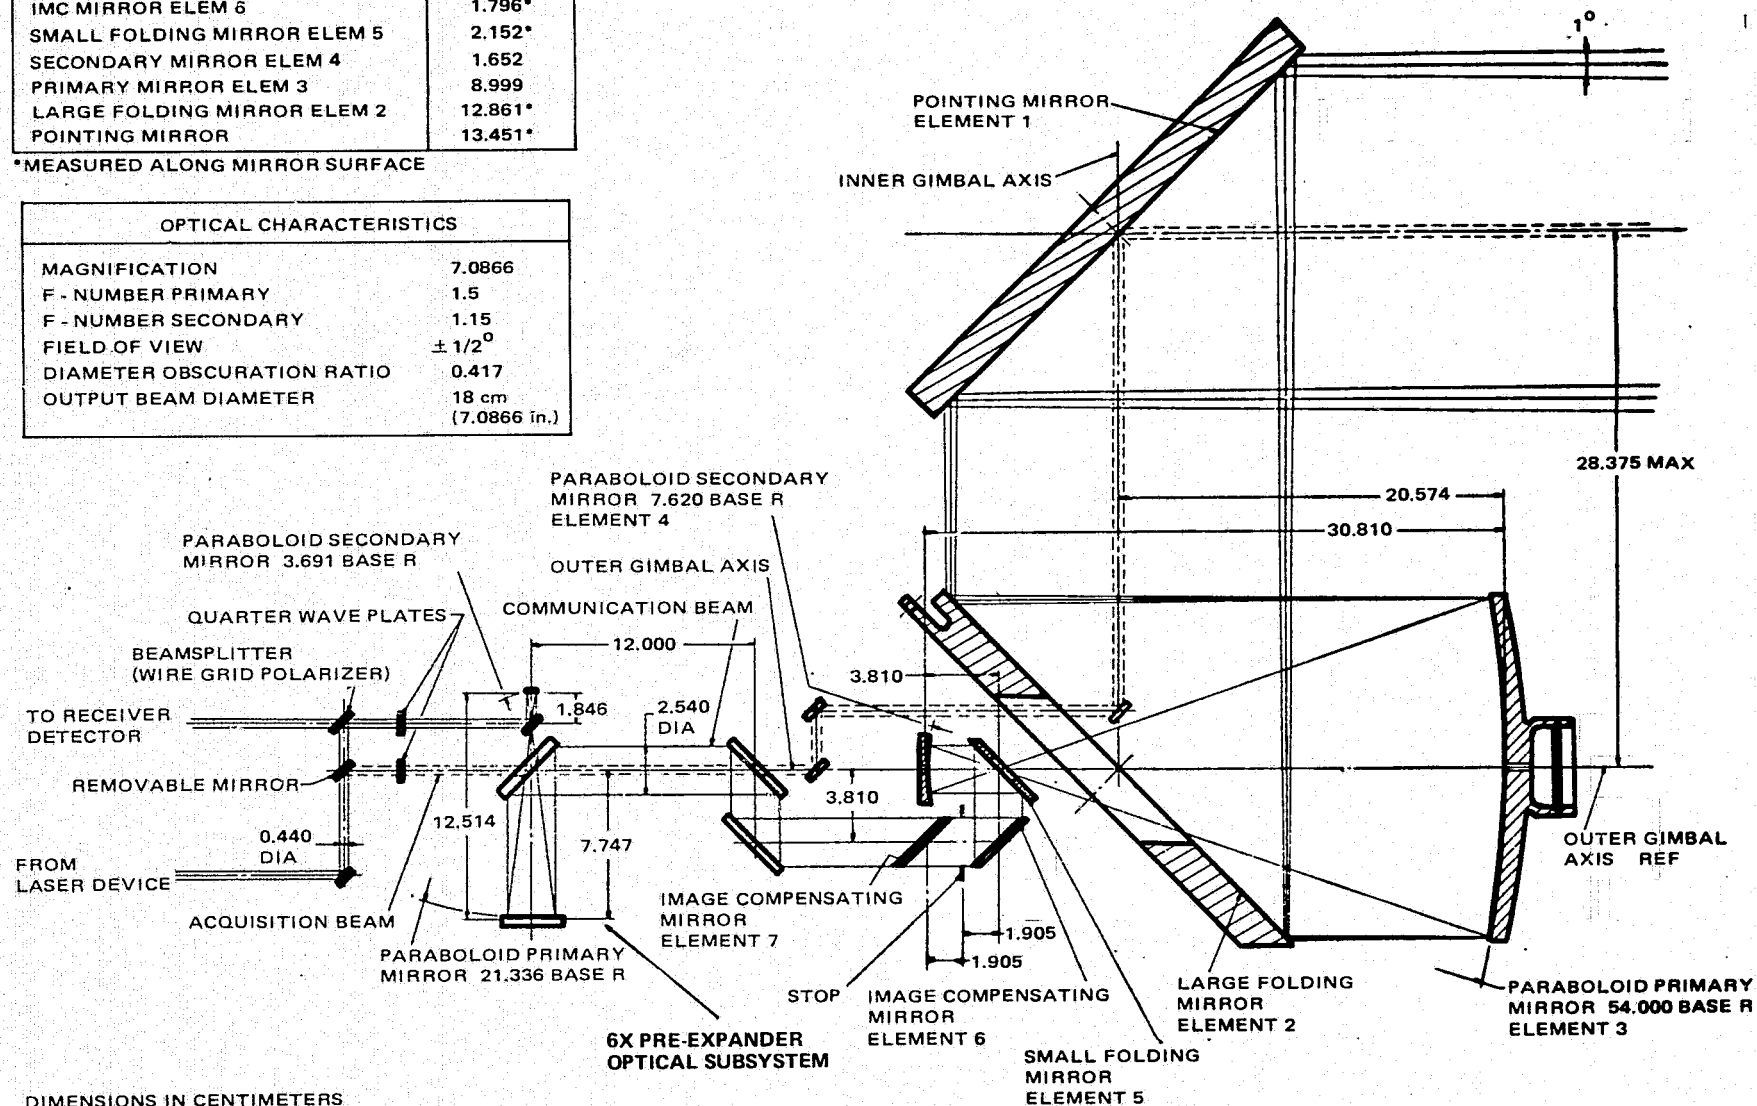 IMC MIRROR ELEM 6 1.796*
SMALL FOLDING MIRROR ELEM 5 2.152*
SECONDARY MIRROR ELEM 4 1.652
PRIMARY MIRROR ELEM 3 8.999
LARGE FOLDING MIRROR ELEM 2 12.861*
POINTING MIRROR 13.451*
*MEASURED ALONG MIRROR SURFACE
OPTICAL CHARACTERISTICS
MAGNIFICATION 7.0866
F - NUMBER PRIMARY 1.5
F - NUMBER SECONDARY 1.15
FIELD OF VIEW ± 1/2°
DIAMETER OBSCURATION RATIO 0.417
OUTPUT BEAM DIAMETER 18 cm
(7.0866 in.)
1°
POINTING MIRROR
ELEMENT 1
INNER GIMBAL AXIS
28.375 MAX
20.574
30.810
PARABOLOID SECONDARY
MIRROR 7.620 BASE R
ELEMENT 4
PARABOLOID SECONDARY
MIRROR 3.691 BASE R
OUTER GIMBAL AXIS
QUARTER WAVE PLATES
COMMUNICATION BEAM
12.000
BEAMSPLITTER
(WIRE GRID POLARIZER)
3.810
TO RECEIVER
DETECTOR
1.846
2.540
DIA
REMOVABLE MIRROR
3.810
12.514
7.747
0.440
DIA
FROM
LASER DEVICE
OUTER GIMBAL
AXIS REF
ACQUISITION BEAM
IMAGE COMPENSATING
MIRROR
ELEMENT 7
1.905
1.905
PARABOLOID PRIMARY
MIRROR 21.336 BASE R
STOP
IMAGE COMPENSATING
MIRROR
ELEMENT 6
LARGE FOLDING
MIRROR
ELEMENT 2
PARABOLOID PRIMARY
MIRROR 54.000 BASE R
ELEMENT 3
6X PRE-EXPANDER
OPTICAL SUBSYSTEM
SMALL FOLDING
MIRROR
ELEMENT 5
DIMENSIONS IN CENTIMETERS